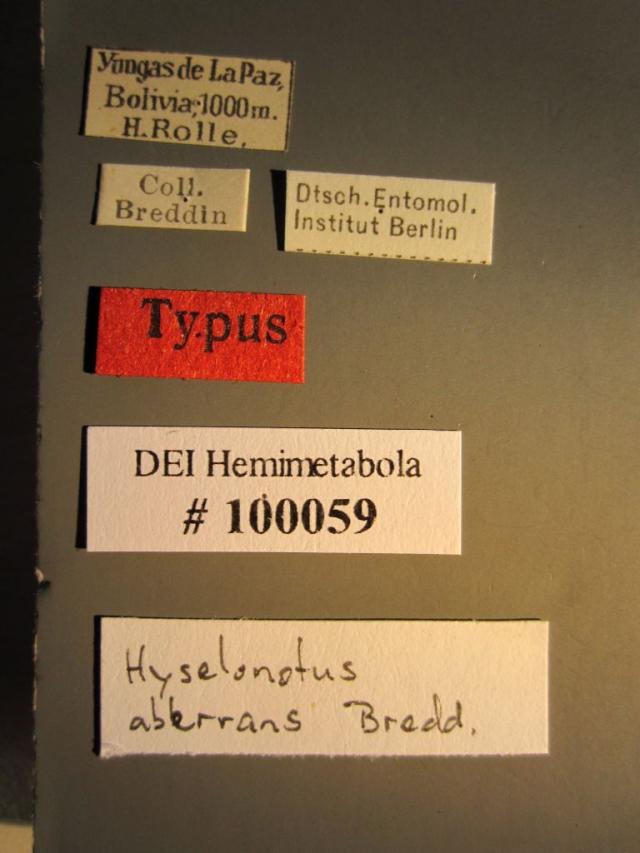 Yungas de La Paz,
Bolivia, 1000 m.
H. Rolle.
Coll.
Breddin
Dtsch. Entomol.
Institut Berlin
Typus
DEI Hemimetabola
# 100059
Hyselonotus
aberrans Bredd.